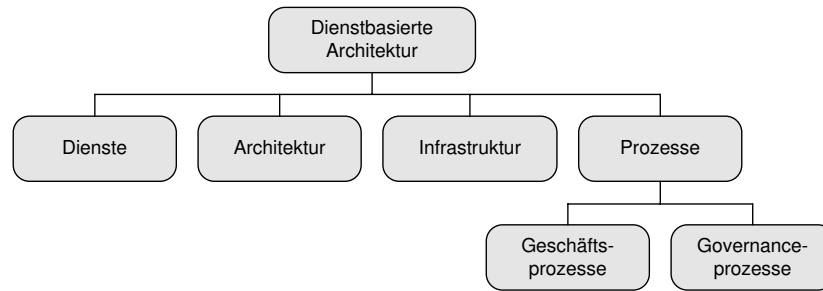 Dienstbasierte
Architektur
Dienste
Architektur
Infrastruktur
Prozesse
Geschäfts-
prozesse
Governance-
prozesse